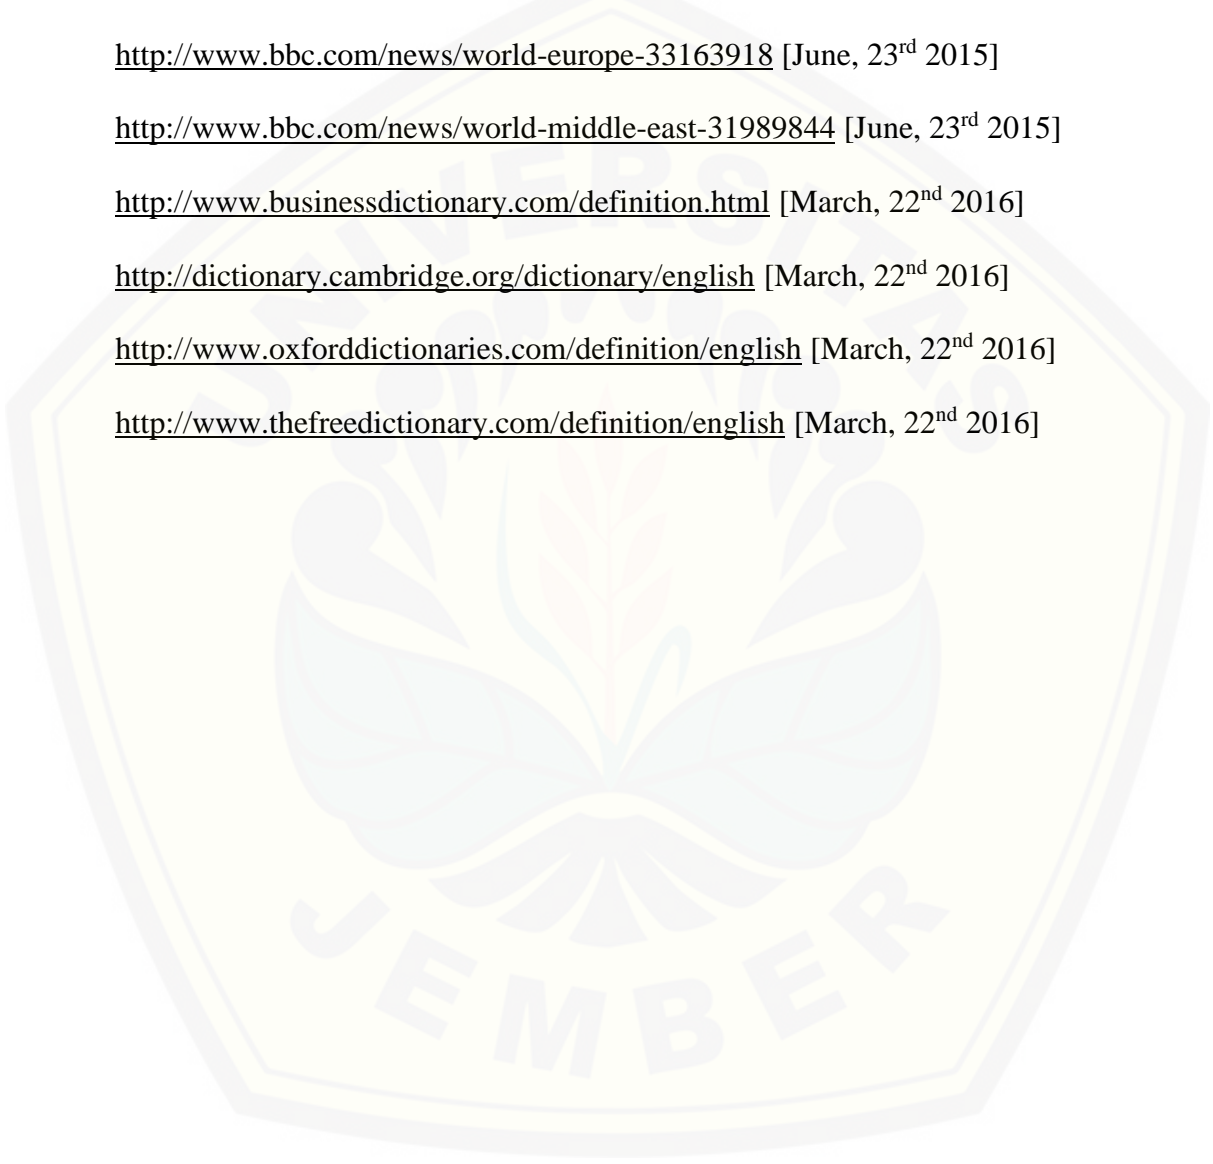 http://www.bbc.com/news/world-europe-33163918 [June, 23rd 2015]
http://www.bbc.com/news/world-middle-east-31989844 [June, 23rd 2015]
http://www.businessdictionary.com/definition.html [March, 22nd 2016]
http://dictionary.cambridge.org/dictionary/english [March, 22nd 2016]
http://www.oxforddictionaries.com/definition/english [March, 22nd 2016]
http://www.thefreedictionary.com/definition/english [March, 22nd 2016]
UNIVERSITAS
JEMBER